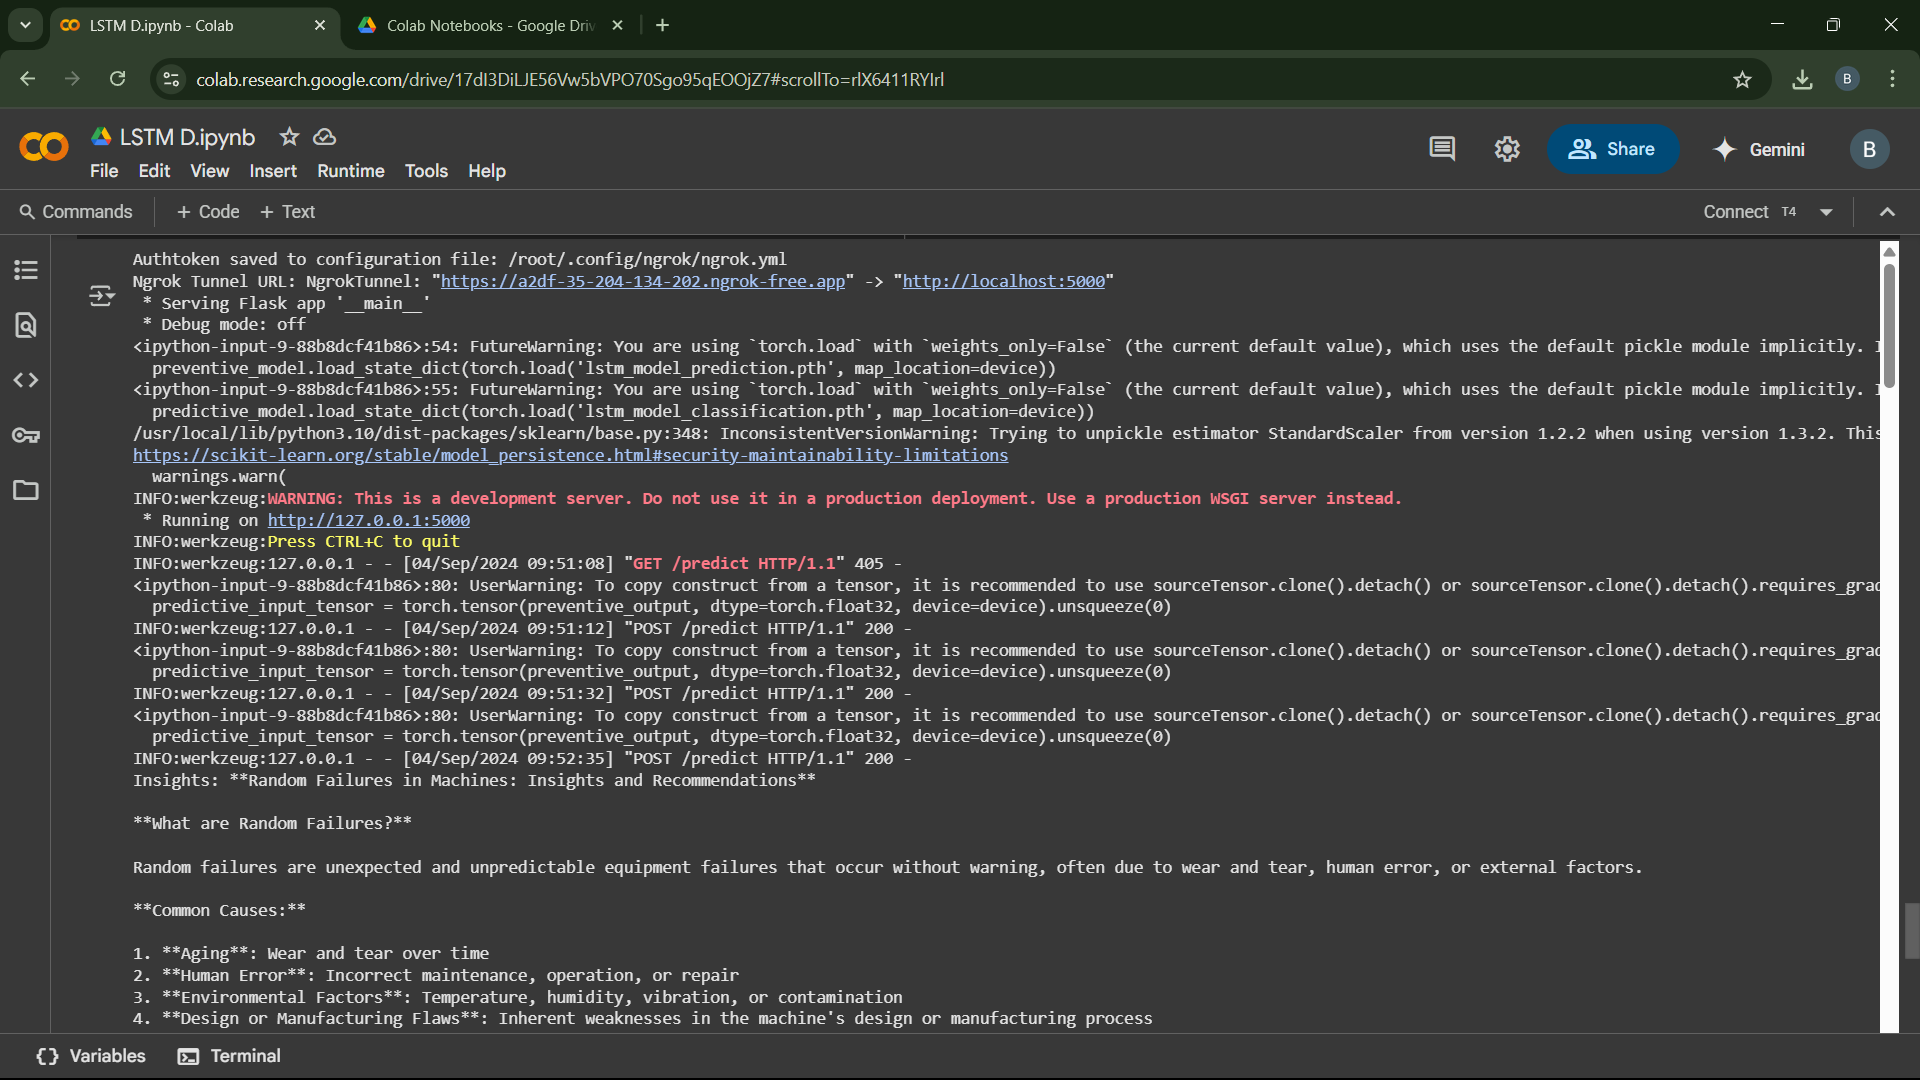 LSTM D.ipynb - Colab
Colab Notebooks - Google Driv
colab.research.google.com/drive/17dI3DiLJE56Vw5bVPO70Sgo95qEOOjZ7#scrollTo=rlX6411RYIrl
B
LSTM D.ipynb
File Edit View Insert Runtime Tools Help
Share
Gemini
B
Commands + Code + Text
Connect T4
Authtoken saved to configuration file: /root/.config/ngrok/ngrok.yml
Ngrok Tunnel URL: NgrokTunnel: "https://a2df-35-204-134-202.ngrok-free.app" -> "http://localhost:5000"
* Serving Flask app '__main__'
* Debug mode: off
<ipython-input-9-88b8dcf41b86>:54: FutureWarning: You are using `torch.load` with `weights_only=False` (the current default value), which uses the default pickle module implicitly. I
preventive_model.load_state_dict(torch.load('lstm_model_prediction.pth', map_location=device))
<ipython-input-9-88b8dcf41b86>:55: FutureWarning: You are using `torch.load` with `weights_only=False` (the current default value), which uses the default pickle module implicitly. I
predictive_model.load_state_dict(torch.load('lstm_model_classification.pth', map_location=device))
/usr/local/lib/python3.10/dist-packages/sklearn/base.py:348: InconsistentVersionWarning: Trying to unpickle estimator StandardScaler from version 1.2.2 when using version 1.3.2. This
https://scikit-learn.org/stable/model_persistence.html#security-maintainability-limitations
warnings.warn(
INFO:werkzeug:WARNING: This is a development server. Do not use it in a production deployment. Use a production WSGI server instead.
* Running on http://127.0.0.1:5000
INFO:werkzeug:Press CTRL+C to quit
INFO:werkzeug:127.0.0.1 - - [04/Sep/2024 09:51:08] "GET /predict HTTP/1.1" 405 -
<ipython-input-9-88b8dcf41b86>:80: UserWarning: To copy construct from a tensor, it is recommended to use sourceTensor.clone().detach() or sourceTensor.clone().detach().requires_grad
predictive_input_tensor = torch.tensor(preventive_output, dtype=torch.float32, device=device).unsqueeze(0)
INFO:werkzeug:127.0.0.1 - - [04/Sep/2024 09:51:12] "POST /predict HTTP/1.1" 200 -
<ipython-input-9-88b8dcf41b86>:80: UserWarning: To copy construct from a tensor, it is recommended to use sourceTensor.clone().detach() or sourceTensor.clone().detach().requires_grad
predictive_input_tensor = torch.tensor(preventive_output, dtype=torch.float32, device=device).unsqueeze(0)
INFO:werkzeug:127.0.0.1 - - [04/Sep/2024 09:51:32] "POST /predict HTTP/1.1" 200 -
<ipython-input-9-88b8dcf41b86>:80: UserWarning: To copy construct from a tensor, it is recommended to use sourceTensor.clone().detach() or sourceTensor.clone().detach().requires_grad
predictive_input_tensor = torch.tensor(preventive_output, dtype=torch.float32, device=device).unsqueeze(0)
INFO:werkzeug:127.0.0.1 - - [04/Sep/2024 09:52:35] "POST /predict HTTP/1.1" 200 -
Insights: **Random Failures in Machines: Insights and Recommendations**
**What are Random Failures?**
Random failures are unexpected and unpredictable equipment failures that occur without warning, often due to wear and tear, human error, or external factors.
**Common Causes:**
1. **Aging**: Wear and tear over time
2. **Human Error**: Incorrect maintenance, operation, or repair
3. **Environmental Factors**: Temperature, humidity, vibration, or contamination
4. **Design or Manufacturing Flaws**: Inherent weaknesses in the machine's design or manufacturing process
Variables Terminal